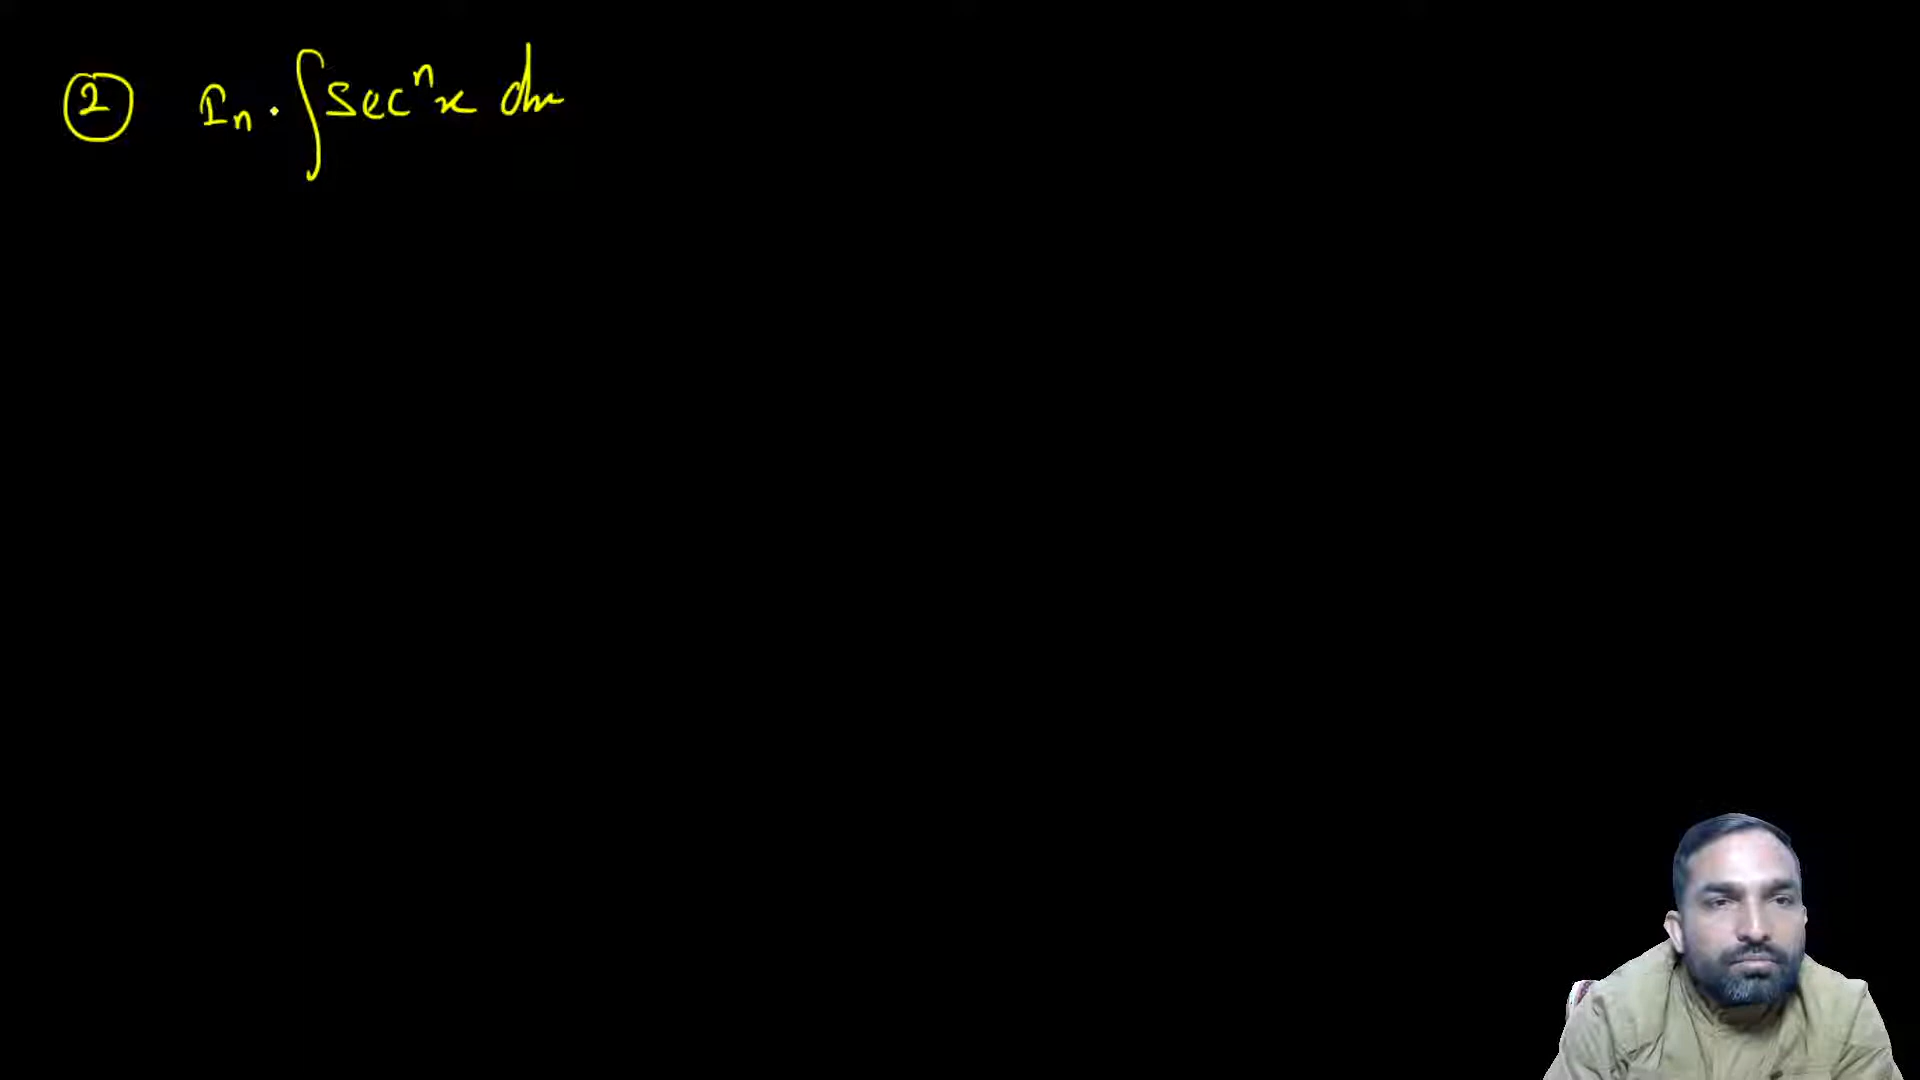 ② Iₙ . ∫ Secⁿx dx